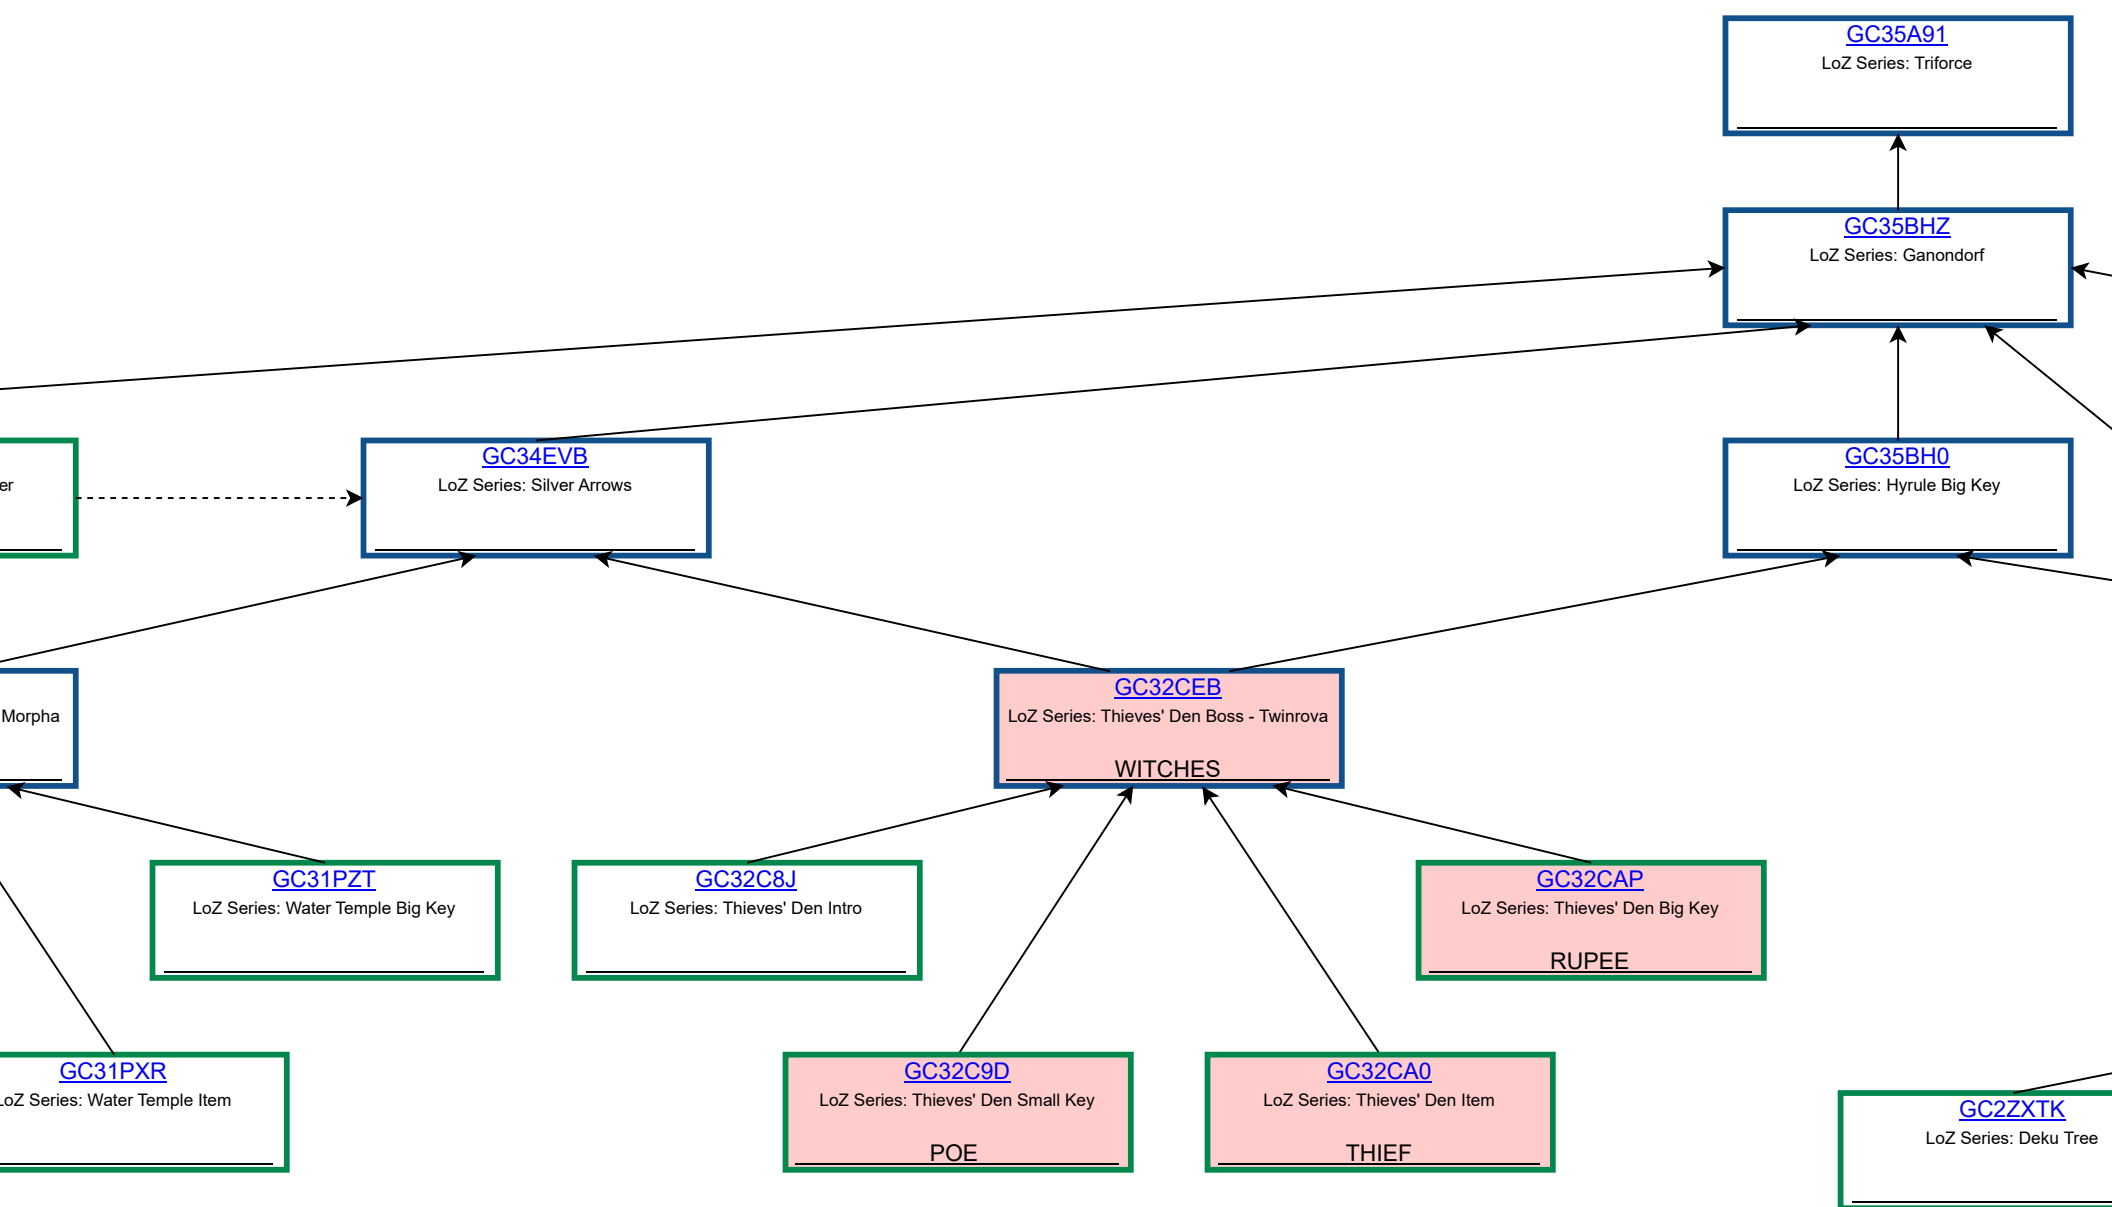 GC35A91
LoZ Series: Triforce
GC35BHZ
LoZ Series: Ganondorf
er
GC34EVB
LoZ Series: Silver Arrows
GC35BH0
LoZ Series: Hyrule Big Key
Morpha
GC32CEB
LoZ Series: Thieves' Den Boss - Twinrova
WITCHES
GC31PZT
LoZ Series: Water Temple Big Key
GC32C8J
LoZ Series: Thieves' Den Intro
GC32CAP
LoZ Series: Thieves' Den Big Key
RUPEE
GC31PXR
LoZ Series: Water Temple Item
GC32C9D
LoZ Series: Thieves' Den Small Key
POE
GC32CA0
LoZ Series: Thieves' Den Item
THIEF
GC2ZXTK
LoZ Series: Deku Tree